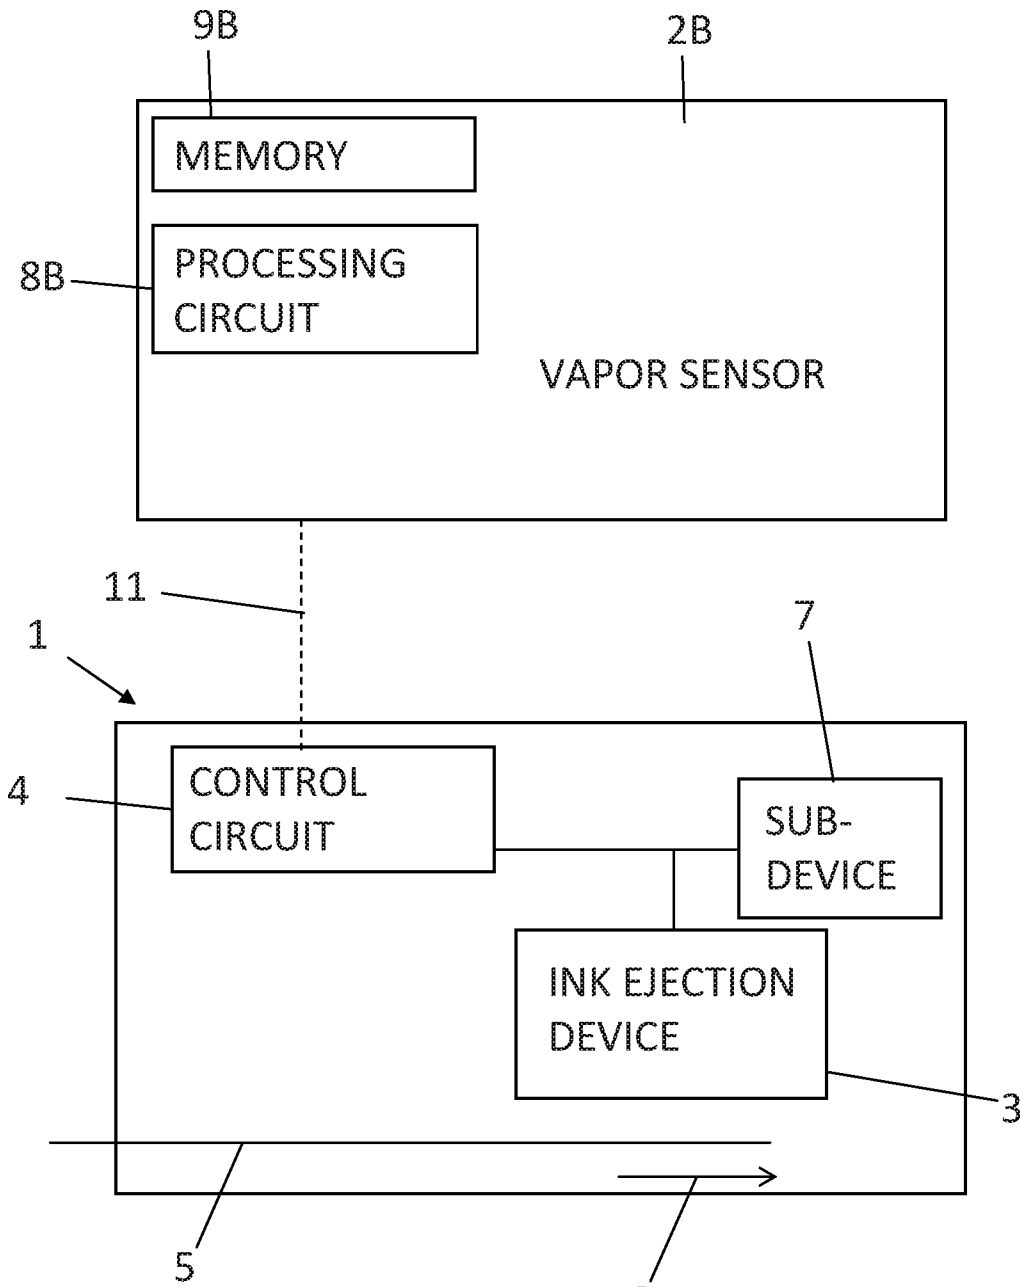 9B
2B
MEMORY
8B
PROCESSING
CIRCUIT
VAPOR SENSOR
11
1
7
4
CONTROL
CIRCUIT
SUB-
DEVICE
INK EJECTION
DEVICE
3
5